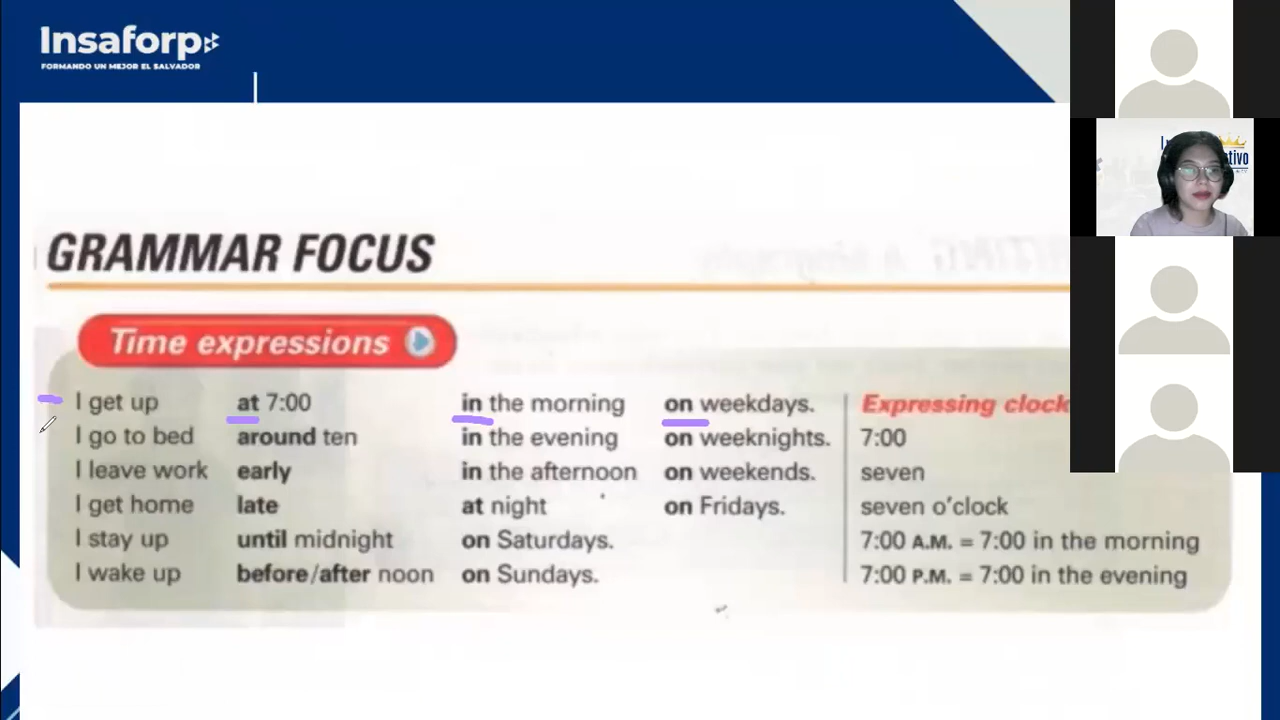 Insaforp
FORMANDO UN MEJOR EL SALVADOR
GRAMMAR FOCUS
Time expressions
I get up at 7:00 in the morning on weekdays.
I go to bed around ten in the evening on weeknights.
I leave work early in the afternoon on weekends.
I get home late at night on Fridays.
I stay up until midnight on Saturdays.
I wake up before/after noon on Sundays.
Expressing clock
7:00
seven
seven o'clock
7:00 A.M. = 7:00 in the morning
7:00 P.M. = 7:00 in the evening